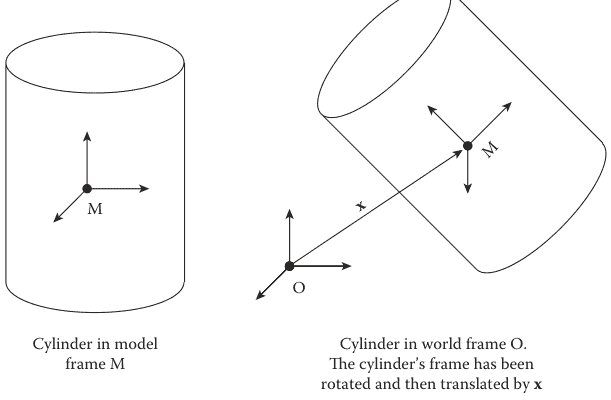 M
M
x
O
Cylinder in model
frame M
Cylinder in world frame O.
The cylinder's frame has been
rotated and then translated by x